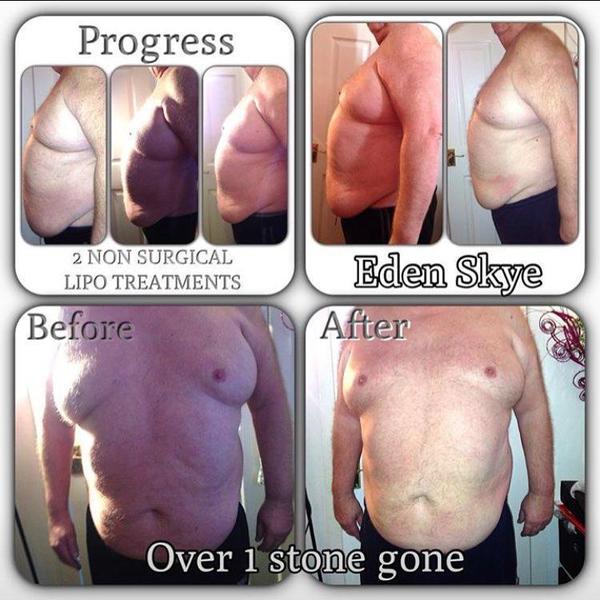 Progress
2 NON SURGICAL
LIPO TREATMENTS
Eden Skye
Before
After
Over 1 stone gone